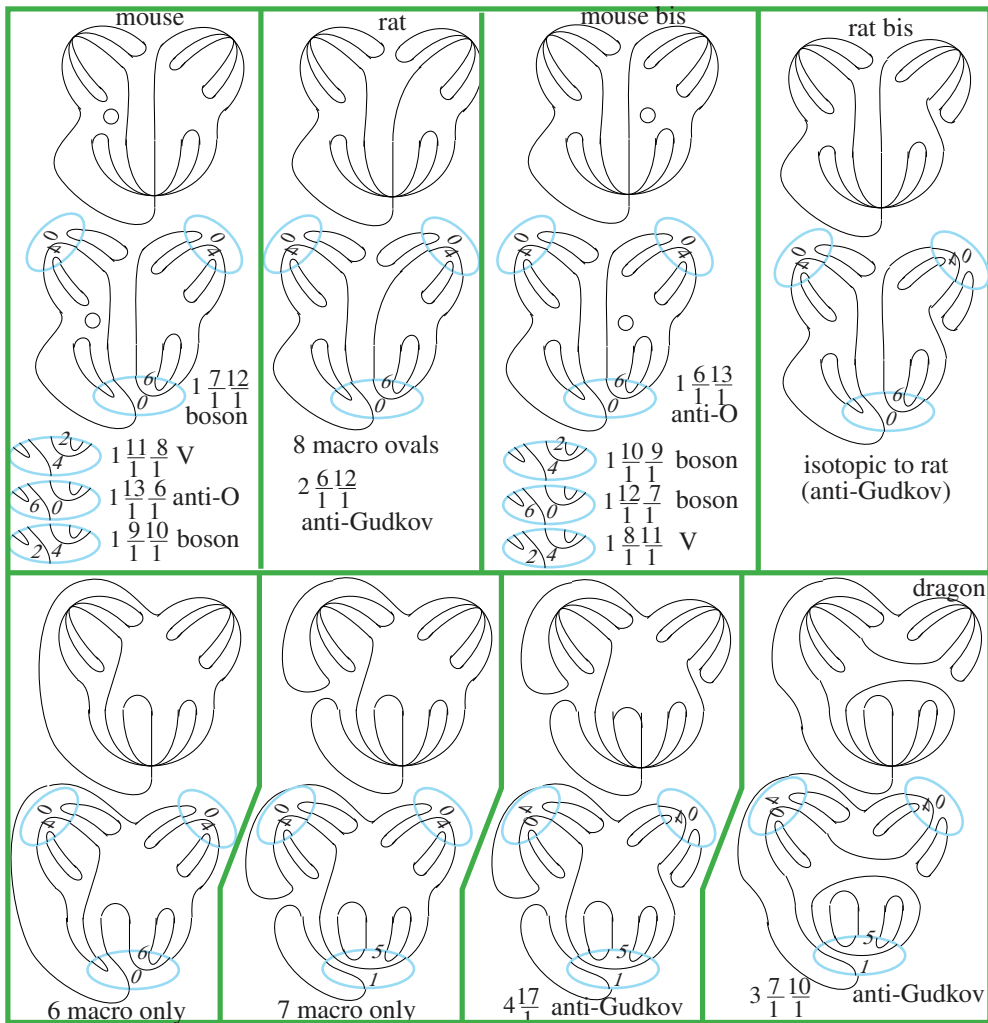 mouse
0 4
0 4
6
0
1 7/1 12/1
boson
2
4
1 11/1 8/1 V
6 0
1 13/1 6/1 anti-O
2 4
1 9/1 10/1 boson
rat
0 4
0 4
6
0
8 macro ovals
2 6/1 12/1
anti-Gudkov
mouse bis
0 4
0 4
6
0
1 6/1 13/1
anti-O
2
4
1 10/1 9/1 boson
6 0
1 12/1 7/1 boson
2 4
1 8/1 11/1 V
rat bis
0 4
4 0
6
0
isotopic to rat
(anti-Gudkov)
0 4
0 4
6
0
6 macro only
0 4
0 4
5
1
7 macro only
0 4
4 0
5
1
4 17/1 anti-Gudkov
dragon
4 0
4 0
5
1
3 7/1 10/1 anti-Gudkov